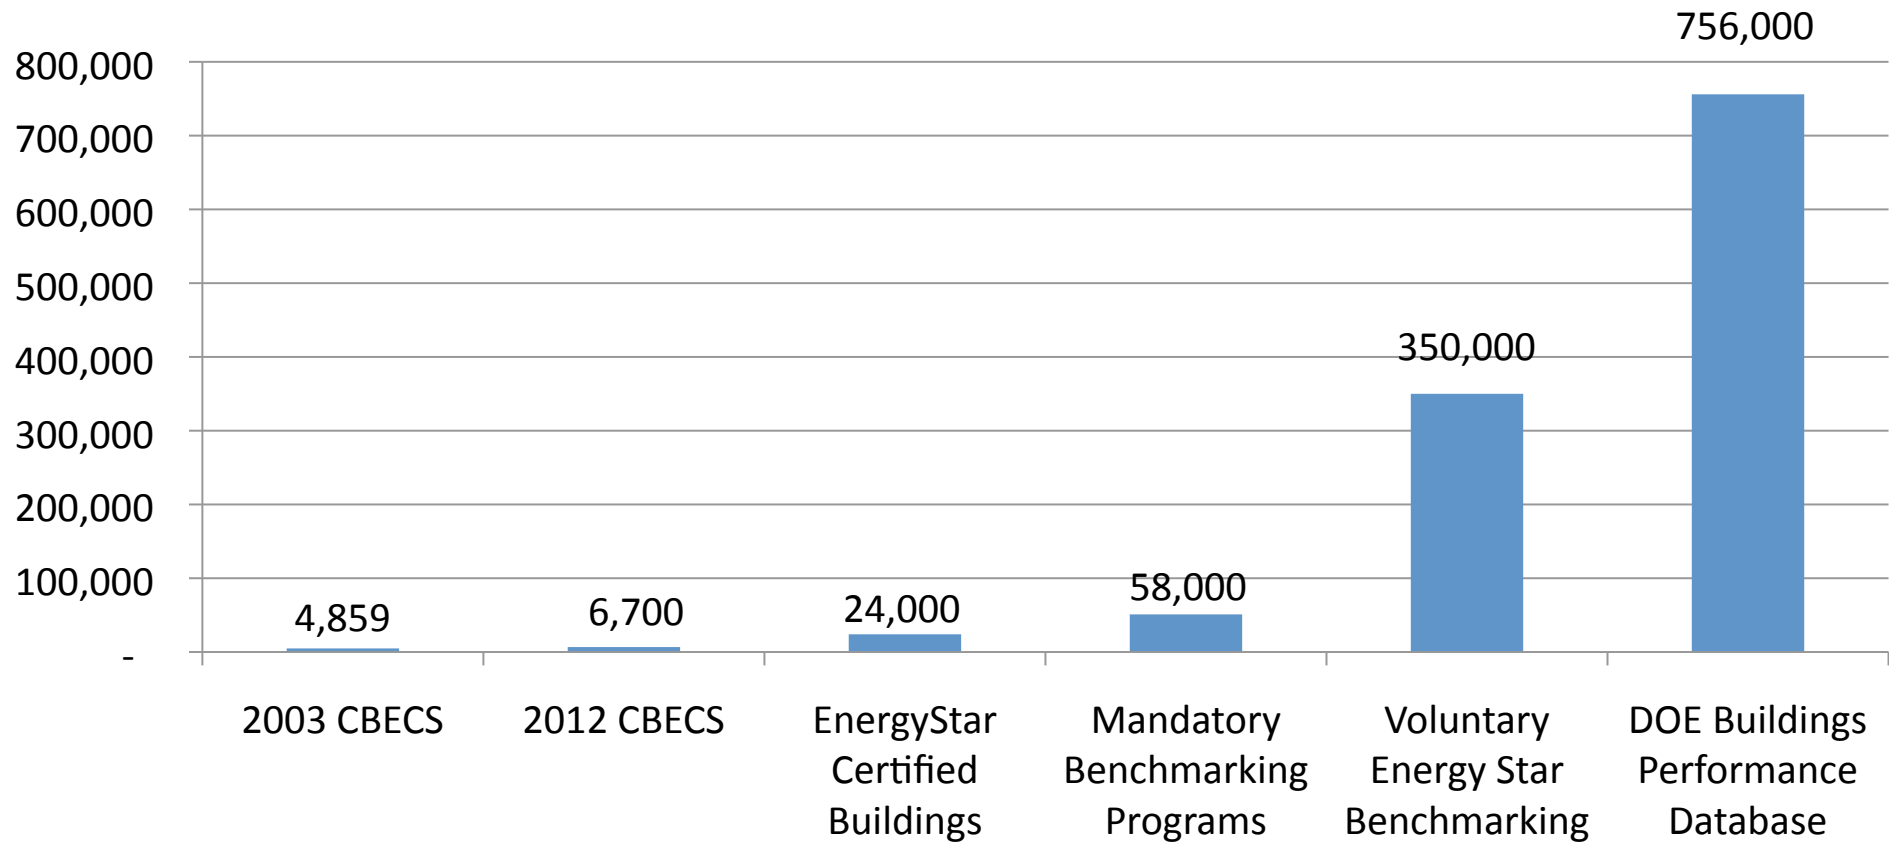 756,000
800,000
700,000
600,000
500,000
400,000
350,000
300,000
200,000
100,000
58,000
24,000
6,700
4,859
-
2003 CBECS
2012 CBECS
EnergyStar
Certified
Buildings
Mandatory
Benchmarking
Programs
Voluntary
Energy Star
Benchmarking
DOE Buildings
Performance
Database